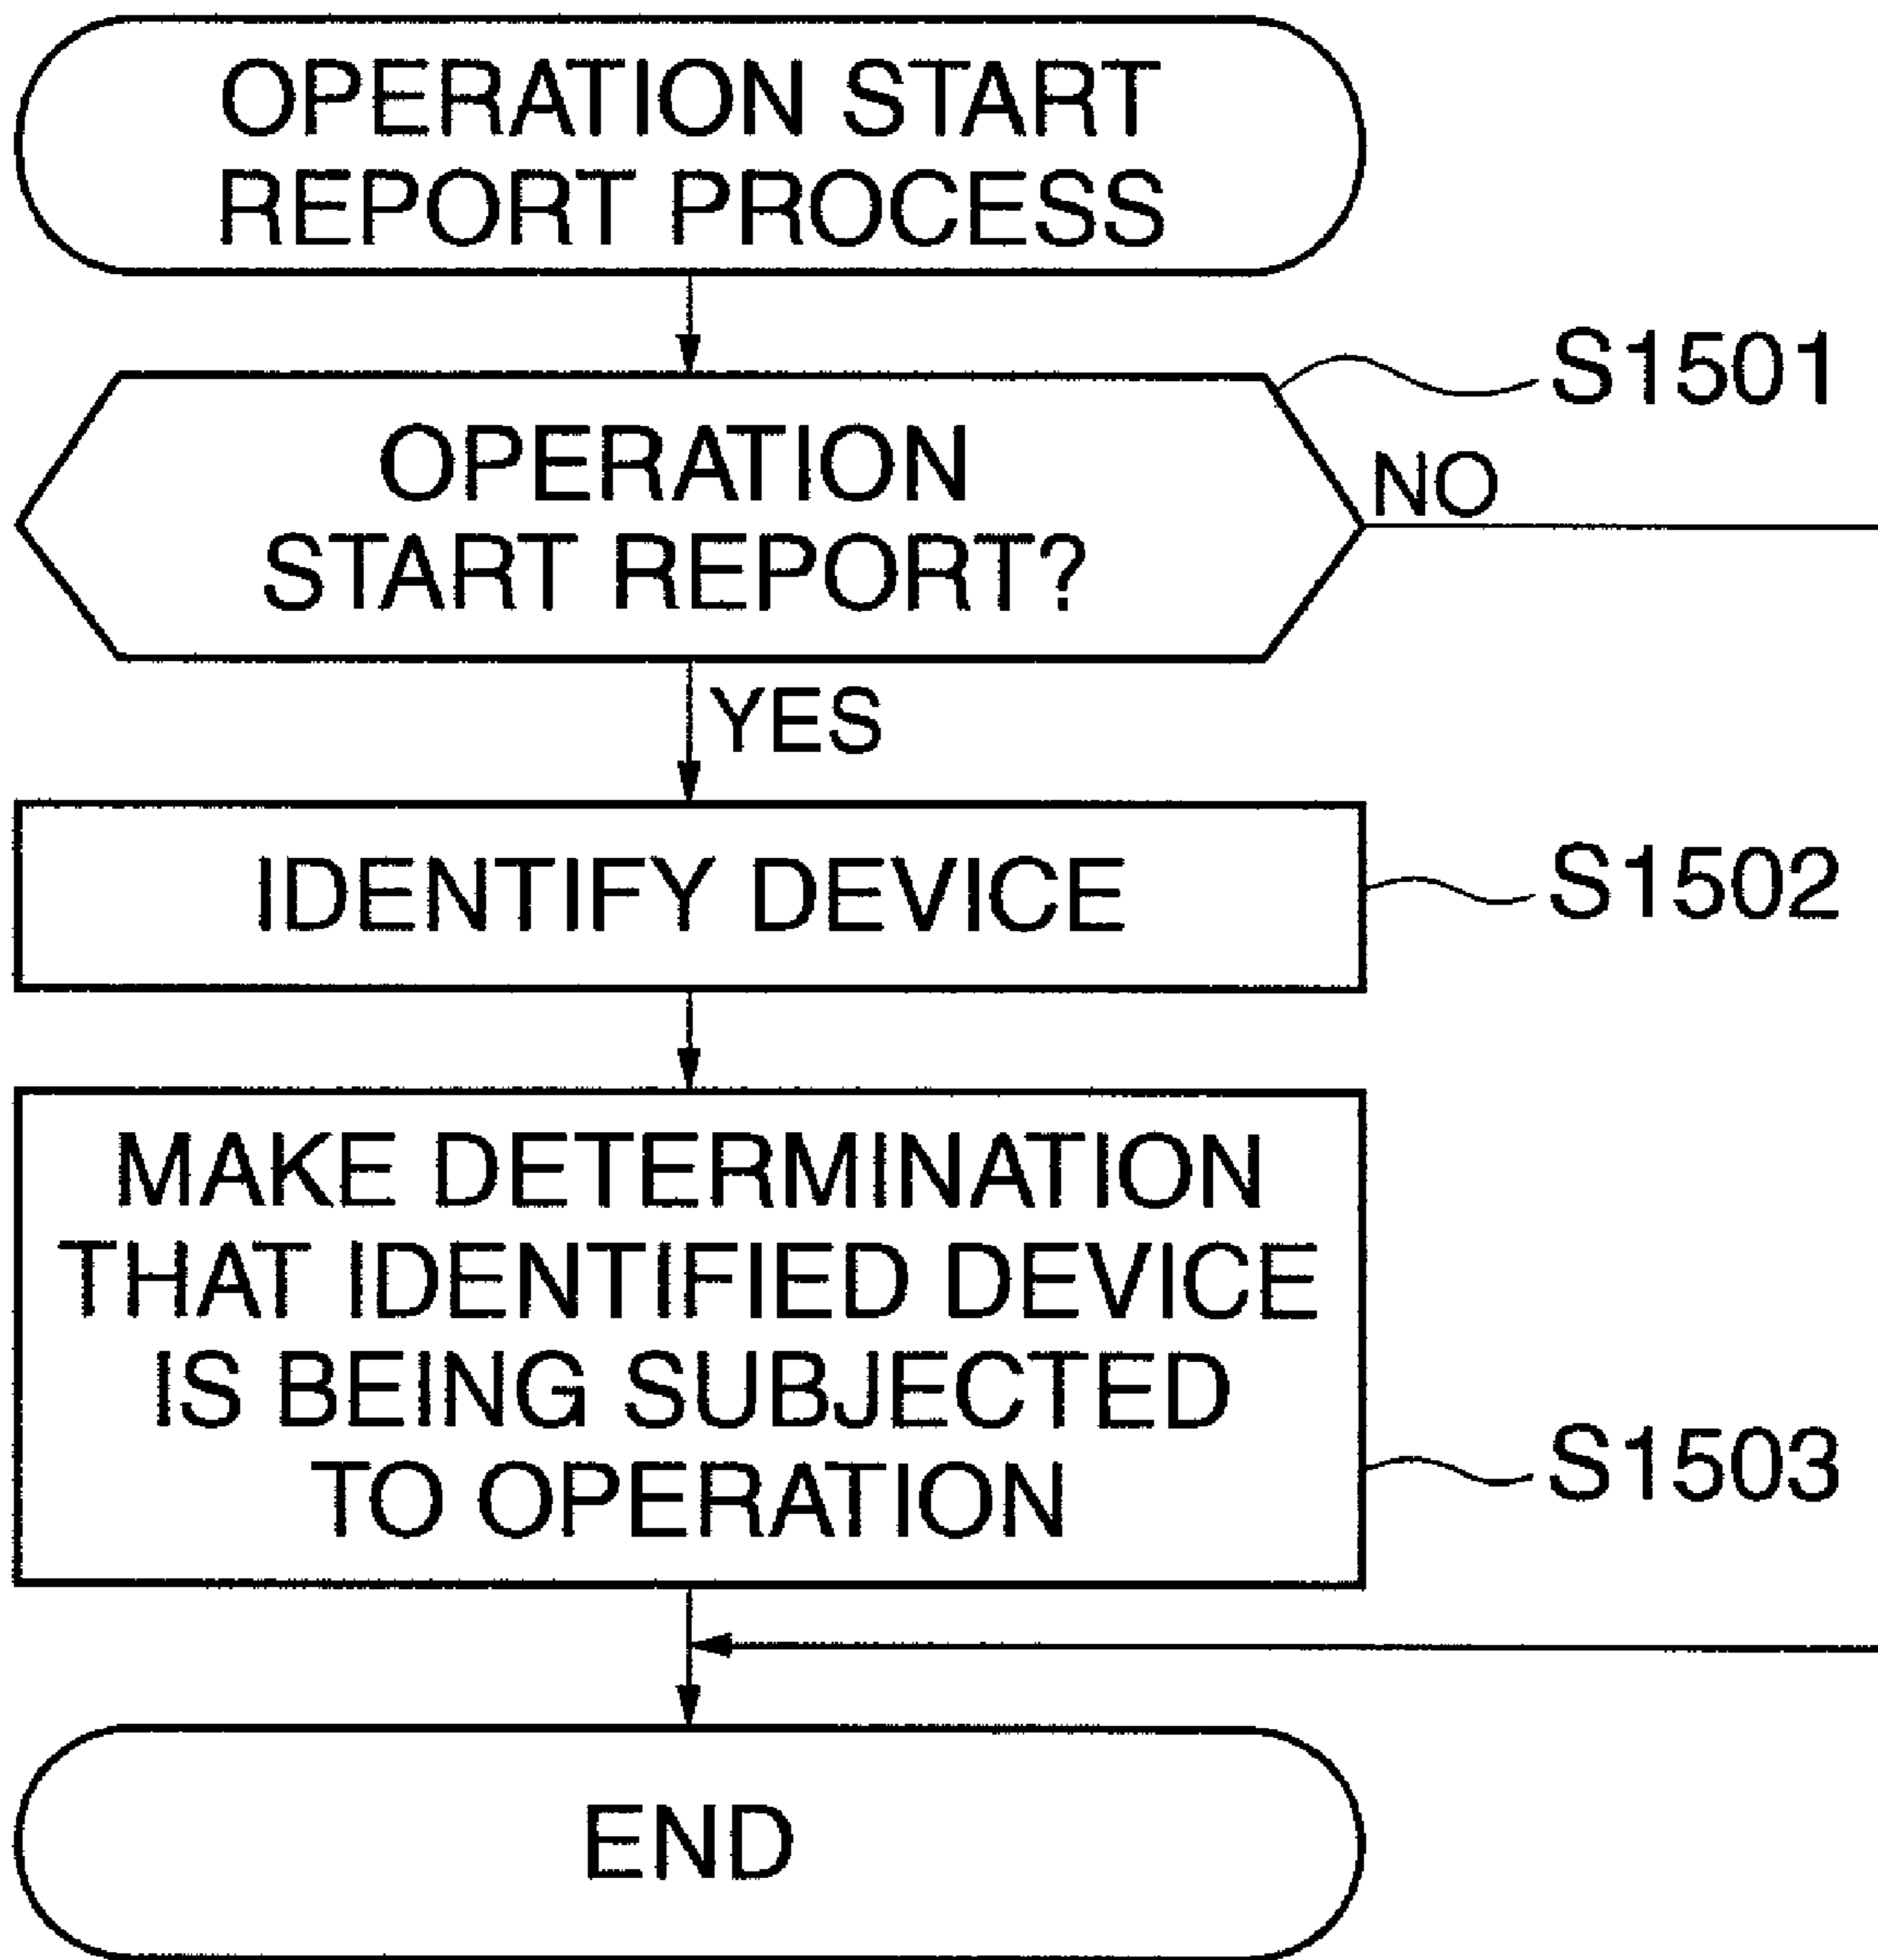 OPERATION START
REPORT PROCESS
S1501
OPERATION
START REPORT?
NO
YES
IDENTIFY DEVICE
S1502
MAKE DETERMINATION
THAT IDENTIFIED DEVICE
IS BEING SUBJECTED
TO OPERATION
S1503
END